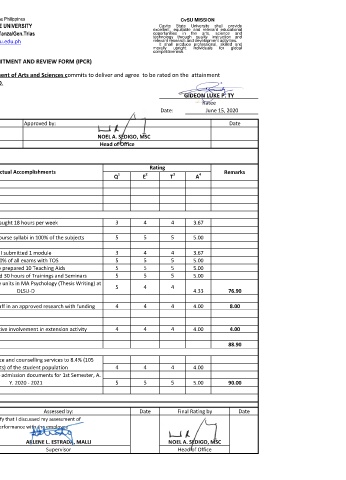 e Philippines
E UNIVERSITY
Tanza/Gen.Trias
u.edu.ph
CvSU MISSION
Cavite State University shall provide
excellent, equitable and relevant educational
opportunities in the arts, science and
technology through quality instruction and
relevant research and development activities.
It shall produce professional, skilled and
morally upright individuals for global
competitiveness.
MITMENT AND REVIEW FORM (IPCR)
ent of Arts and Sciences commits to deliver and agree to be rated on the attainment
0.
GIDEON LUKE P. TY
Ratee
Date: June 15, 2020
Approved by: Date
NOEL A. SEDIGO, MSC
Head of Office
ctual Accomplishments Rating Remarks
Q1 E2 T3 A4
ught 18 hours per week 3 4 4 3.67
ourse syllabi in 100% of the subjects 5 5 5 5.00
l submitted 1 module 3 4 4 3.67
0% of all exams with TOS 5 5 5 5.00
prepared 10 Teaching Aids 5 5 5 5.00
d 30 hours of Trainings and Seminars 5 5 5 5.00
units in MA Psychology (Thesis Writing) at
DLSU-D 5 4 4 4.33 76.90
aff in an approved research with funding 4 4 4 4.00 8.00
tive involvement in extension activity 4 4 4 4.00 4.00
88.90
ce and counselling services to 8.4% (105
ts) of the student population 4 4 4 4.00
admission documents for 1st Semester, A.
Y. 2020 - 2021 5 5 5 5.00 90.00
Assessed by: Date Final Rating by Date
fy that I discussed my assessment of
erformance with the employee
ARLENE L. ESTRADA, MALLI NOEL A. SEDIGO, MSC
Supervisor Head of Office